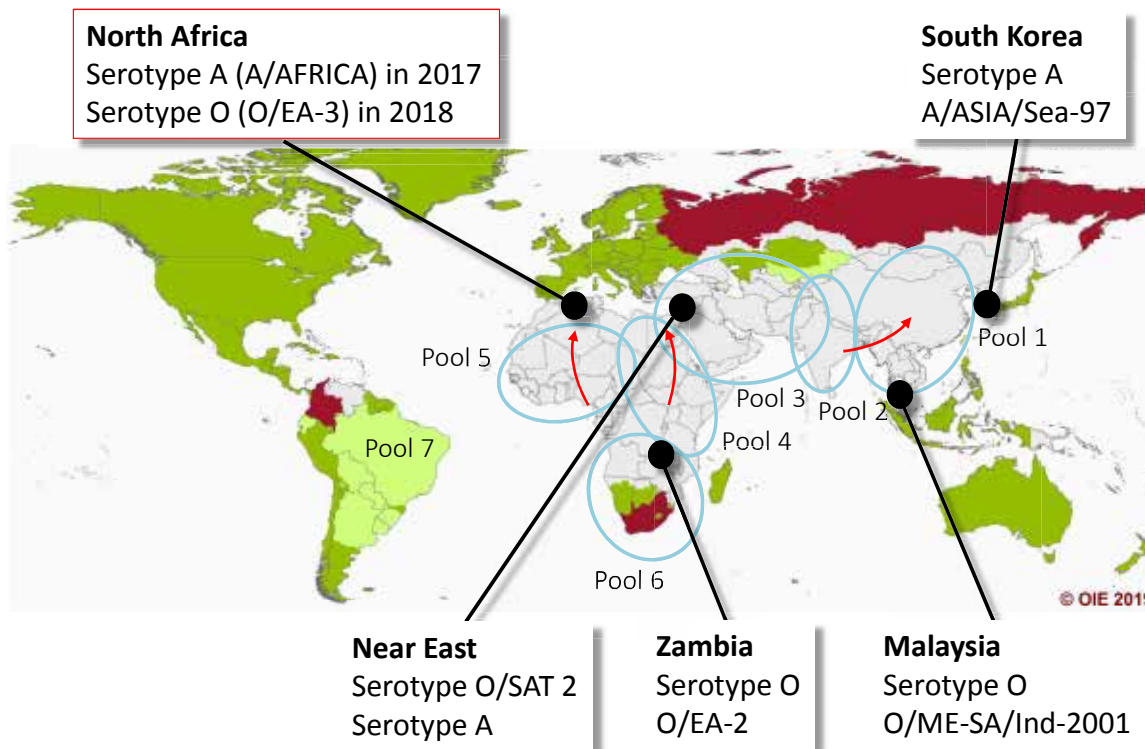 North Africa
Serotype A (A/AFRICA) in 2017
Serotype O (O/EA-3) in 2018
South Korea
Serotype A
A/ASIA/Sea-97
Pool 1
Pool 5
Pool 3
Pool 2
Pool 4
Pool 7
Pool 6
© OIE 2019
Near East
Serotype O/SAT 2
Serotype A
Zambia
Serotype O
O/EA-2
Malaysia
Serotype O
O/ME-SA/Ind-2001